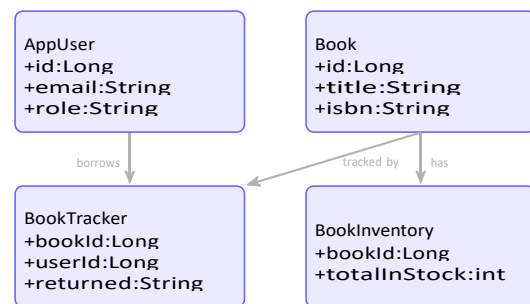 AppUser
+id:Long
+email:String
+role:String
Book
+id:Long
+title:String
+isbn:String
borrows
tracked by
has
BookTracker
+bookId:Long
+userId:Long
+returned:String
BookInventory
+bookId:Long
+totalInStock:int